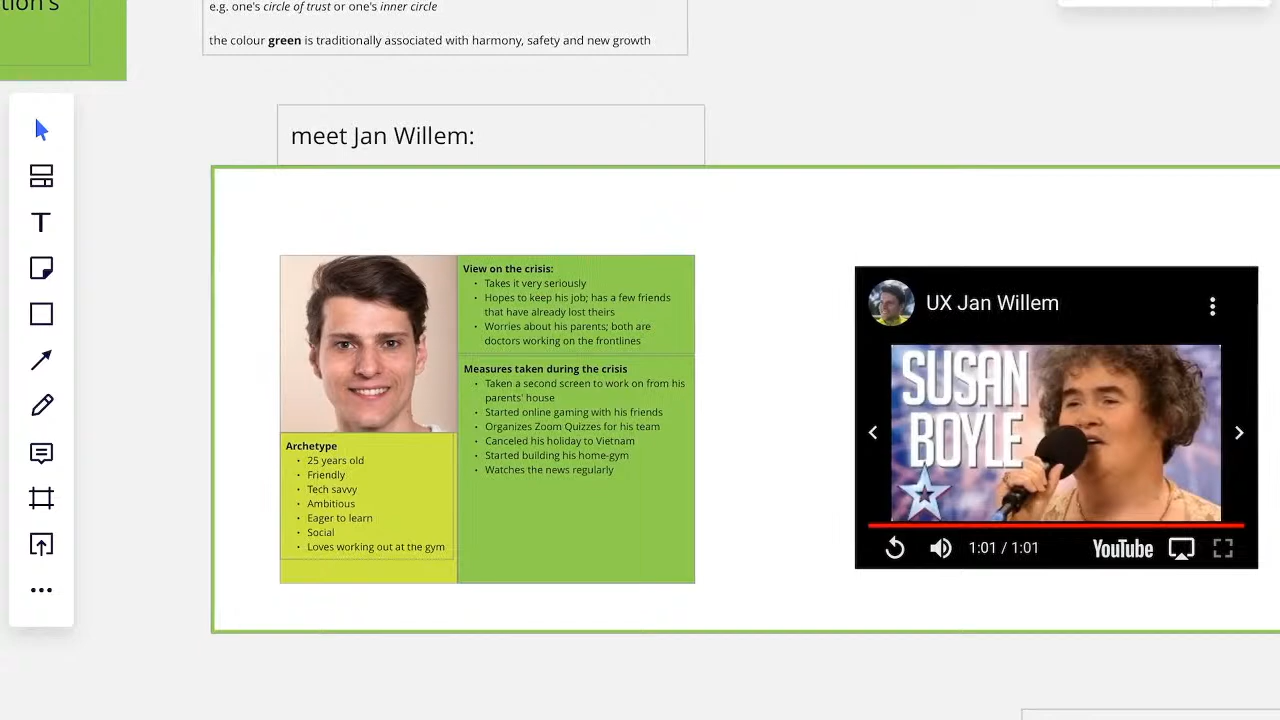 tion's
e.g. one's circle of trust or one's inner circle
the colour green is traditionally associated with harmony, safety and new growth
meet Jan Willem:
View on the crisis:
• Takes it very seriously
• Hopes to keep his job; has a few friends
that have already lost theirs
• Worries about his parents; both are
doctors working on the frontlines
Measures taken during the crisis
• Taken a second screen to work on from his
parents' house
• Started online gaming with his friends
• Organizes Zoom Quizzes for his team
• Canceled his holiday to Vietnam
• Started building his home-gym
• Watches the news regularly
Archetype
• 25 years old
• Friendly
• Tech savvy
• Ambitious
• Eager to learn
• Social
• Loves working out at the gym
UX Jan Willem
SUSAN
BOYLE
1:01 / 1:01
YouTube
T